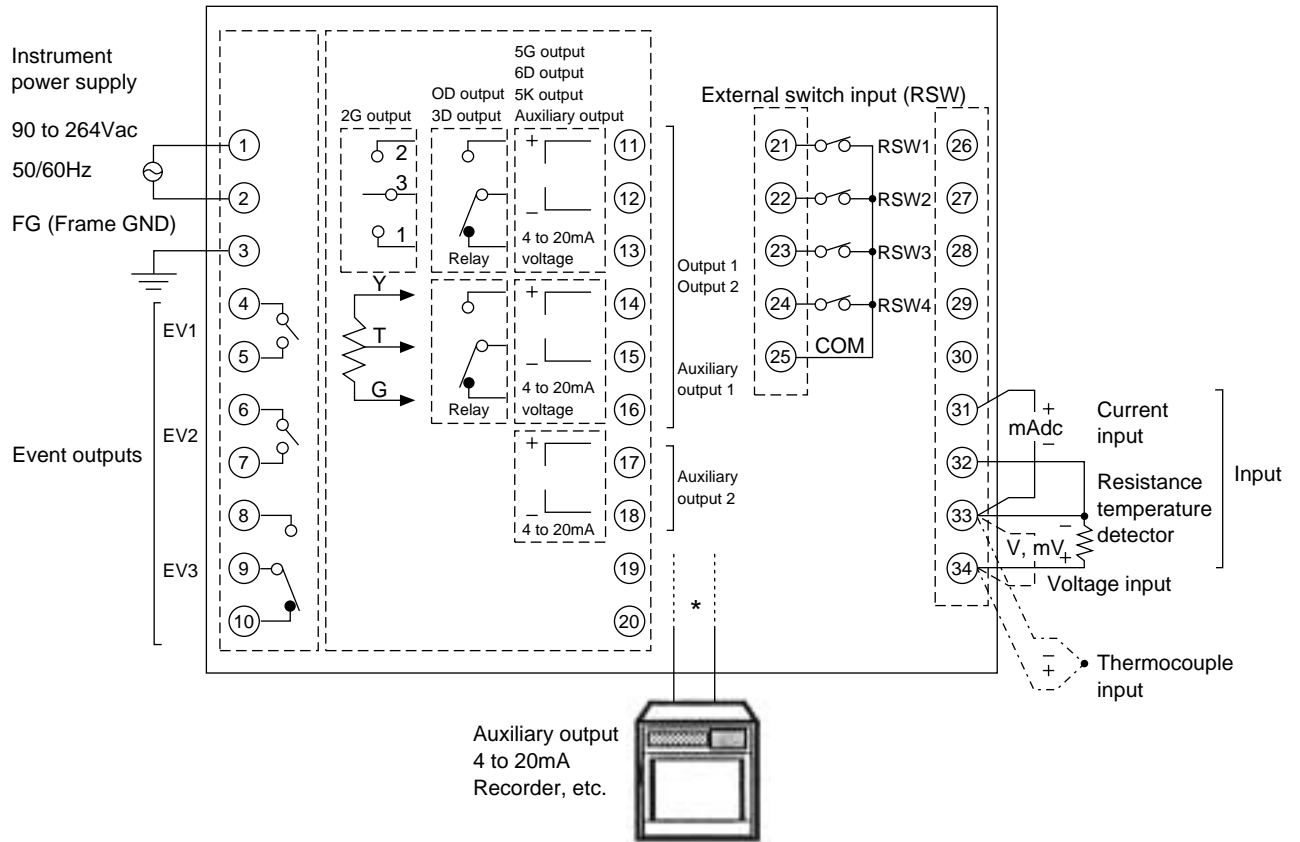 Instrument
power supply
90 to 264Vac
50/60Hz
FG (Frame GND)
1
2
3
4
5
6
7
8
9
10
EV1
EV2
EV3
Event outputs
2G output
2
3
1
Y
T
G
OD output
3D output
Relay
Relay
5G output
6D output
5K output
Auxiliary output
+
−
4 to 20mA
voltage
+
−
4 to 20mA
voltage
+
−
4 to 20mA
11
12
13
14
15
16
17
18
19
20
Output 1
Output 2
Auxiliary
output 1
Auxiliary
output 2
*
External switch input (RSW)
21
22
23
24
25
RSW1
RSW2
RSW3
RSW4
COM
26
27
28
29
30
31
32
33
34
+
mAdc
−
Current
input
Resistance
temperature
detector
−
V, mV
+
Voltage input
Input
−
+
Thermocouple
input
Auxiliary output
4 to 20mA
Recorder, etc.